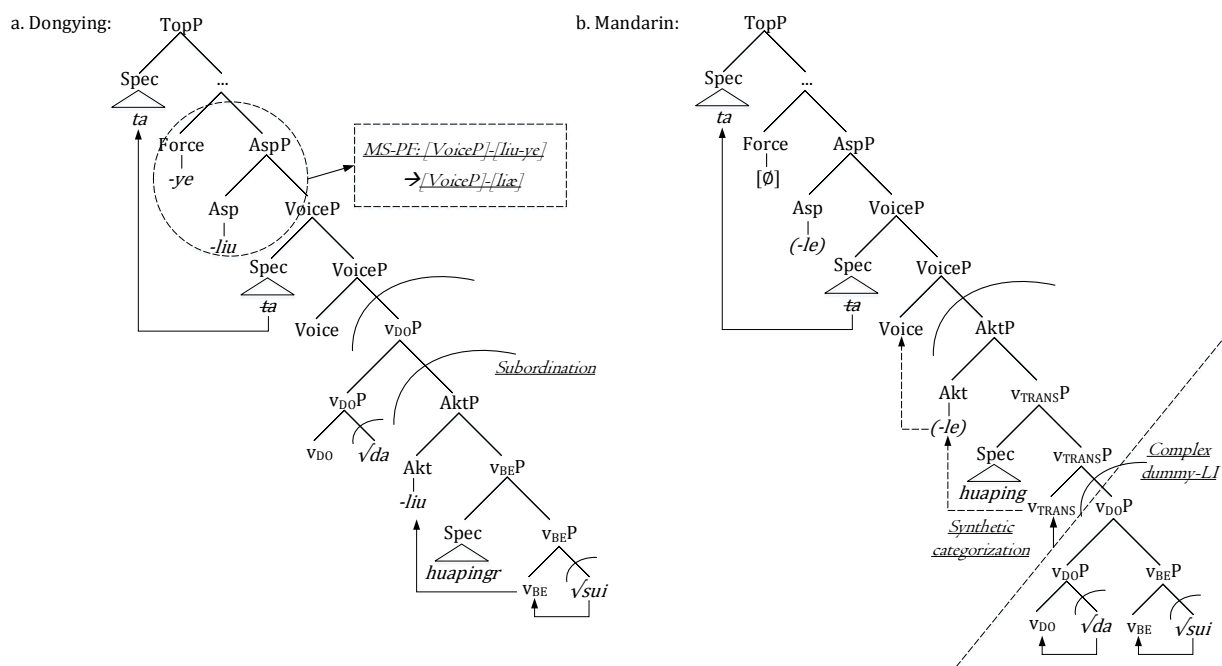 a. Dongying:
TopP
Spec
...
ta
Force
AspP
-ye
MS-PF: [VoiceP]-[liu-ye]
→[VoiceP]-[liæ]
Asp
VoiceP
-liu
Spec
VoiceP
ta
Voice
vDOP
Subordination
vDOP
AktP
vDO
√da
Akt
vBEP
-liu
Spec
vBEP
huapingr
vBE
√sui
b. Mandarin:
TopP
Spec
...
ta
Force
AspP
[Ø]
Asp
VoiceP
(-le)
Spec
VoiceP
ta
Voice
AktP
Akt
vTRANSP
(-le)
Spec
vTRANSP
Complex
dummy-LI
huaping
vTRANS
vDOP
Synthetic
categorization
vDOP
vBEP
vDO
√da
vBE
√sui